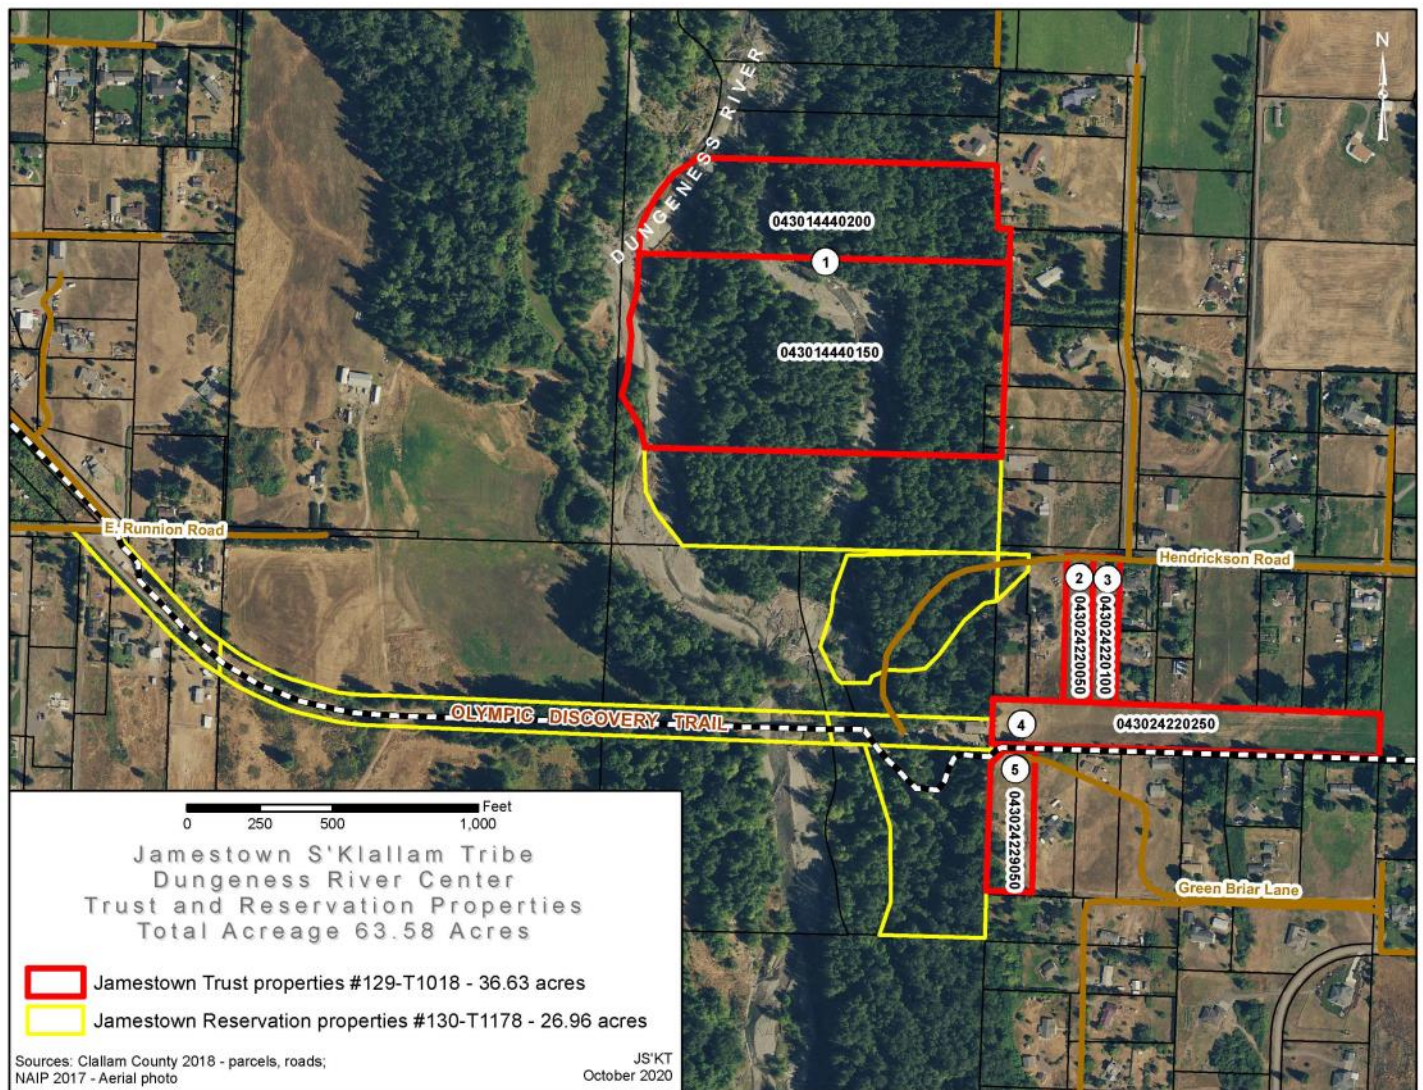 N
DUNGENESS RIVER
043014440200
1
043014440150
E. Runnion Road
Hendrickson Road
2
3
043024220050
043024220100
OLYMPIC DISCOVERY TRAIL
4
043024220250
5
043024229050
Green Briar Lane
Feet
0 250 500 1,000
Jamestown S'Klallam Tribe
Dungeness River Center
Trust and Reservation Properties
Total Acreage 63.58 Acres
Jamestown Trust properties #129-T1018 - 36.63 acres
Jamestown Reservation properties #130-T1178 - 26.96 acres
Sources: Clallam County 2018 - parcels, roads;
NAIP 2017 - Aerial photo
JS'KT
October 2020